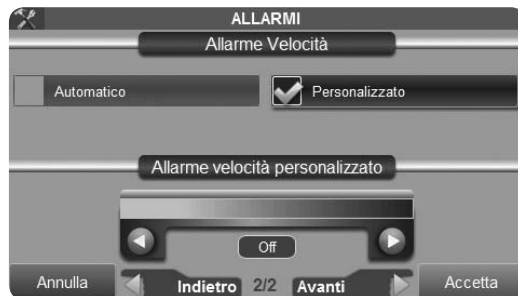 ALLARMI
Allarme Velocità
Automatico
Personalizzato
Allarme velocità personalizzato
Off
Annulla
Indietro 2/2 Avanti
Accetta